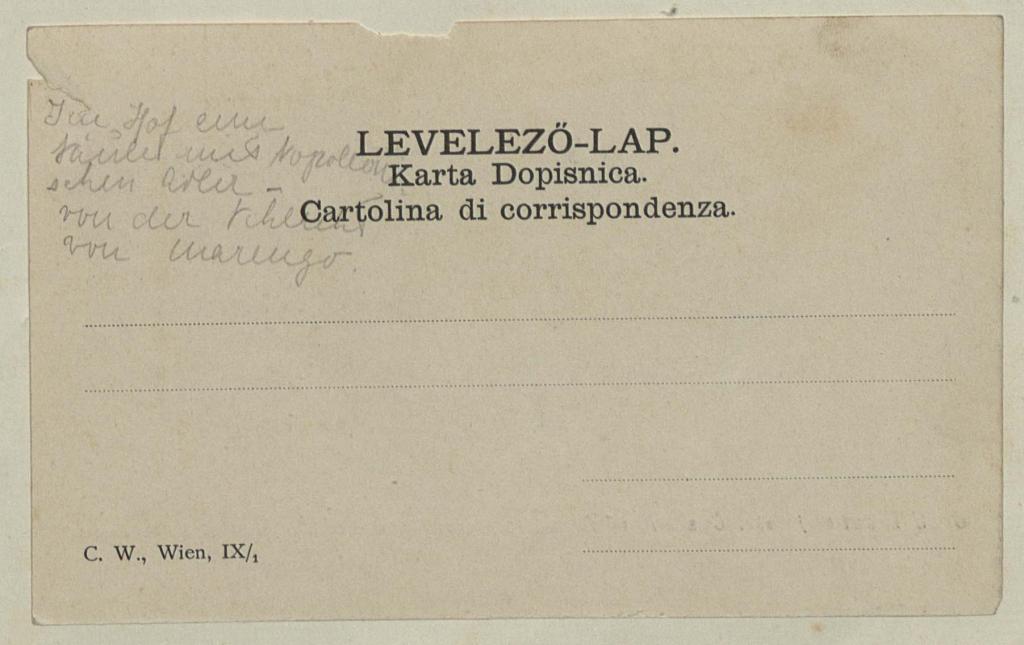 Im Hof eine
Säule mit Napoleon
schen Adler -
von der Schlacht
von Marengo.
LEVELEZŐ-LAP.
Karta Dopisnica.
Cartolina di corrispondenza.
C. W., Wien, IX/1